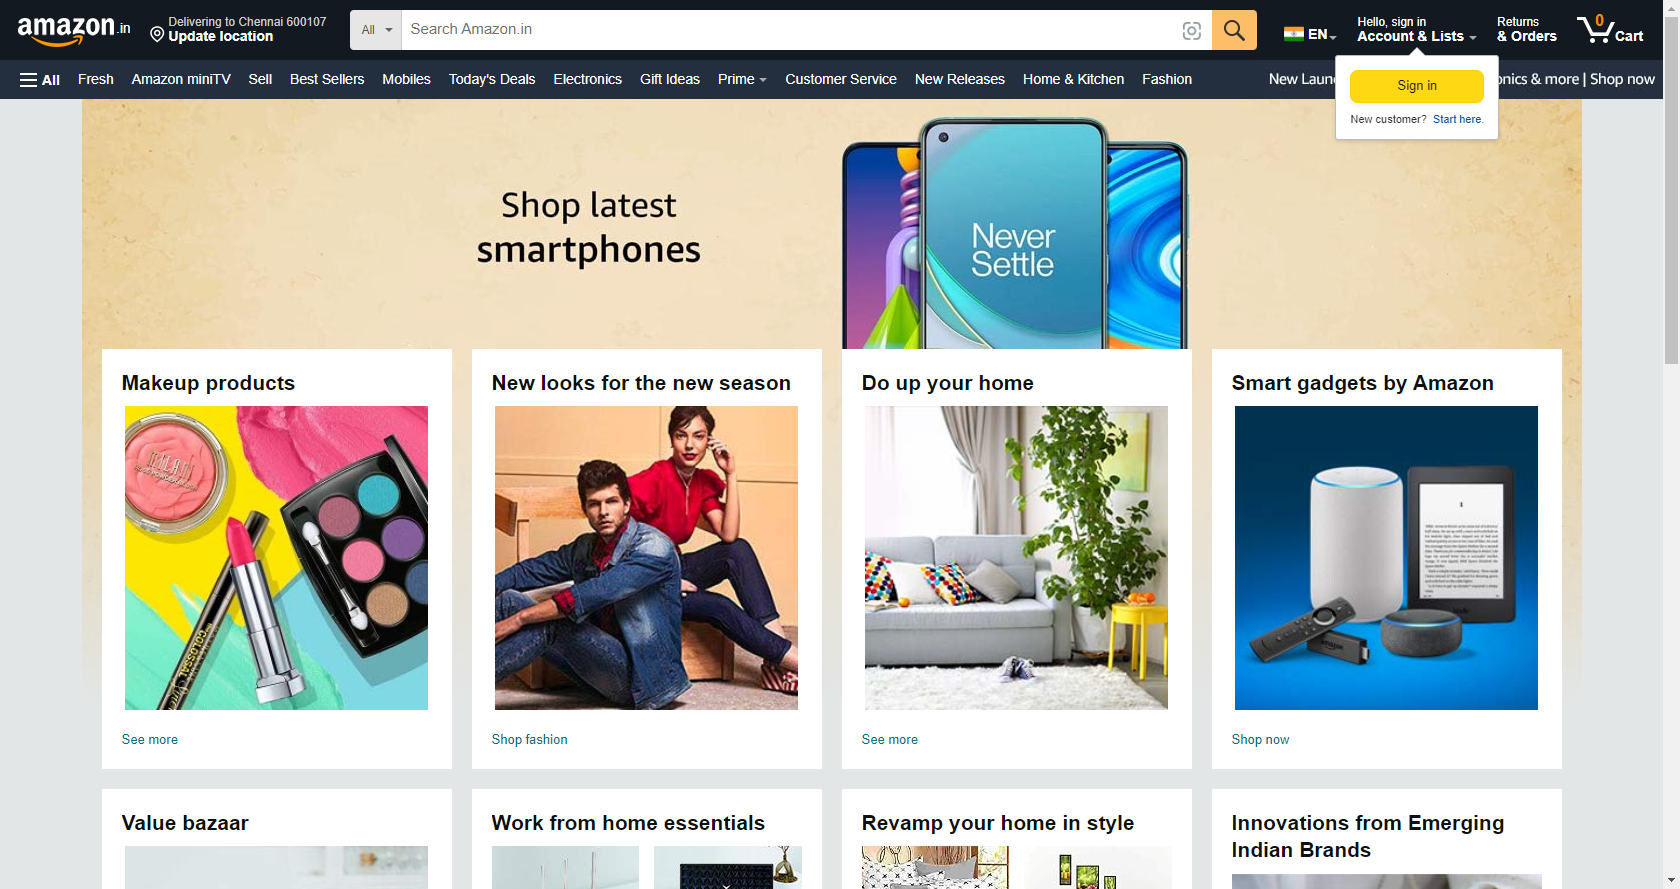 amazon.in
Delivering to Chennai 600107
Update location
All
Search Amazon.in
EN
Hello, sign in
Account & Lists
Returns
& Orders
0
Cart
All
Fresh
Amazon miniTV
Sell
Best Sellers
Mobiles
Today's Deals
Electronics
Gift Ideas
Prime
Customer Service
New Releases
Home & Kitchen
Fashion
New
& more | Shop now
Sign in
New customer? Start here.
Shop latest
smartphones
Never
Settle
Makeup products
MILANI
COLOSSAL
See more
New looks for the new season
Shop fashion
Do up your home
See more
Smart gadgets by Amazon
kindle
amazon
Shop now
Value bazaar
Work from home essentials
Revamp your home in style
Innovations from Emerging
Indian Brands